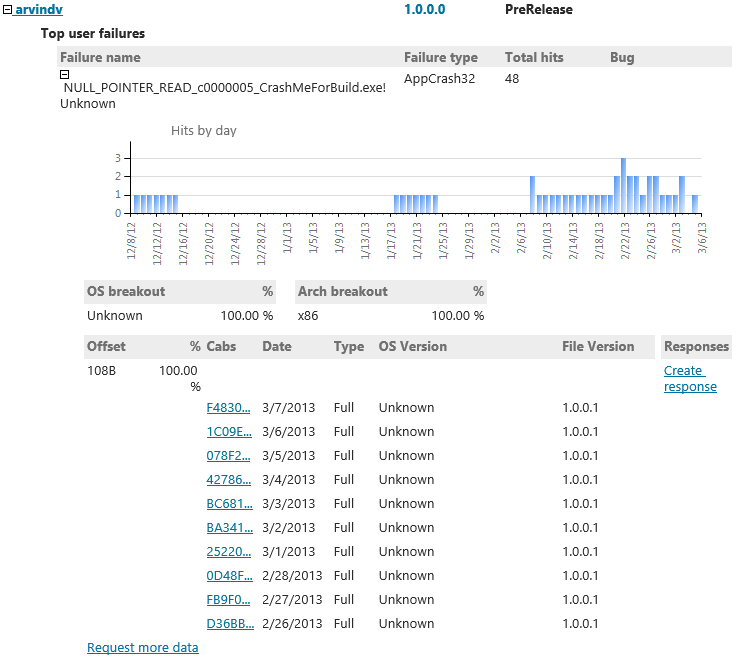 arvindv 1.0.0.0 PreRelease
Top user failures
Failure name Failure type Total hits Bug
NULL_POINTER_READ_c0000005_CrashMeForBuild.exe! AppCrash32 48
Unknown
Hits by day
3
2
1
0
12/8/12 12/12/12 12/16/12 12/20/12 12/24/12 12/28/12 1/1/13 1/5/13 1/9/13 1/13/13 1/17/13 1/21/13 1/25/13 1/29/13 2/2/13 2/6/13 2/10/13 2/14/13 2/18/13 2/22/13 2/26/13 3/2/13 3/6/13
OS breakout % Arch breakout %
Unknown 100.00 % x86 100.00 %
Offset % Cabs Date Type OS Version File Version Responses
108B 100.00 Create
% response
F4830... 3/7/2013 Full Unknown 1.0.0.1
1C09E... 3/6/2013 Full Unknown 1.0.0.1
078F2... 3/5/2013 Full Unknown 1.0.0.1
42786... 3/4/2013 Full Unknown 1.0.0.1
BC681... 3/3/2013 Full Unknown 1.0.0.1
BA341... 3/2/2013 Full Unknown 1.0.0.1
25220... 3/1/2013 Full Unknown 1.0.0.1
0D48F... 2/28/2013 Full Unknown 1.0.0.1
FB9F0... 2/27/2013 Full Unknown 1.0.0.1
D36BB... 2/26/2013 Full Unknown 1.0.0.1
Request more data